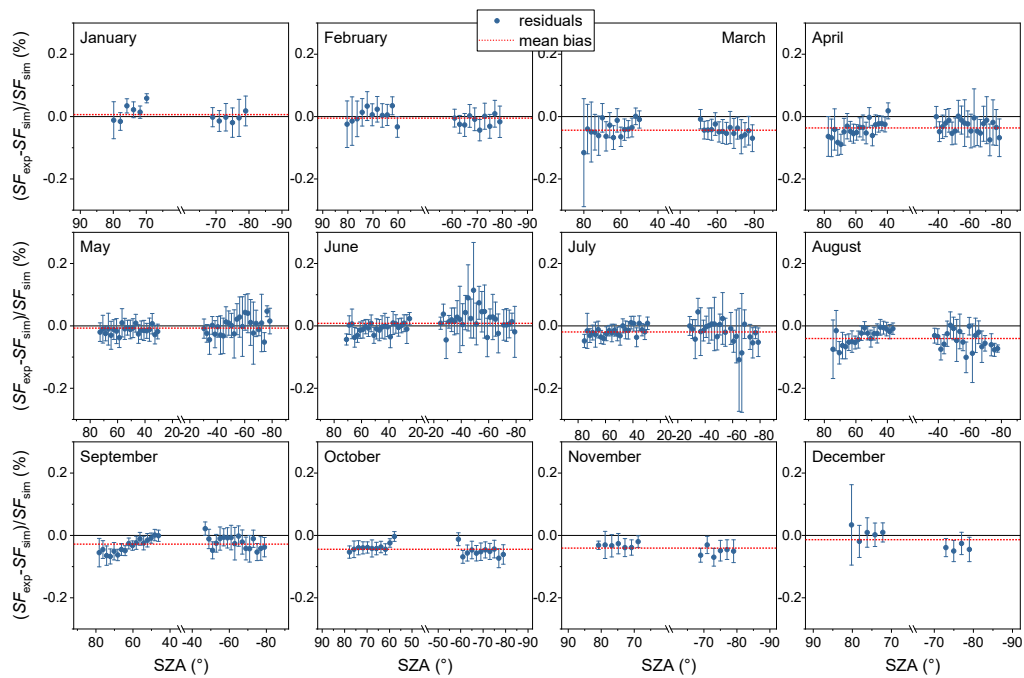 residuals
mean bias
January
February
March
April
(SFexp-SFsim)/SFsim (%)
0.2
0.0
-0.2
80 70 -70 -80 -90
90 80 70 60 50 -50 -60 -70 -80 -90
90 80 60 40 -40 -60 -80 -90
80 60 40 -40 -60 -80
May
June
July
August
(SFexp-SFsim)/SFsim (%)
0.2
0.0
-0.2
80 60 40 20 -20 -40 -60 -80
80 60 40 20 -20 -40 -60 -80
80 60 40 20 -20 -40 -60 -80
80 60 40 -40 -60 -80
September
October
November
December
(SFexp-SFsim)/SFsim (%)
0.2
0.0
-0.2
80 60 40 -40 -60 -80
90 80 70 60 50 -50 -60 -70 -80 -90
90 80 70 -70 -80 -90
90 80 70 -70 -80 -90
SZA (°)
SZA (°)
SZA (°)
SZA (°)